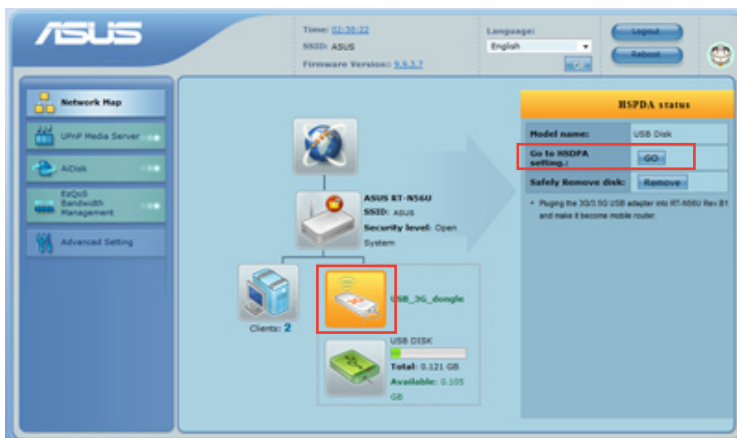 ASUS
Time: 02:38:22
SSID: ASUS
Firmware Version: 9.9.3.7
Language:
English
Logout
Reboot
Network Map
UPnP Media Server
AiDisk
EzQoS
Bandwidth
Management
Advanced Setting
ASUS RT-N56U
SSID: ASUS
Security level: Open
System
Clients: 2
USB_3G_dongle
USB DISK
Total: 0.121 GB
Available: 0.105
GB
HSPDA status
Model name: USB Disk
Go to HSDPA
setting.: GO
Safely Remove disk: Remove
• Pluging the 3G/3.5G USB adapter into RT-N56U Rev.B1
and make it become mobile router.